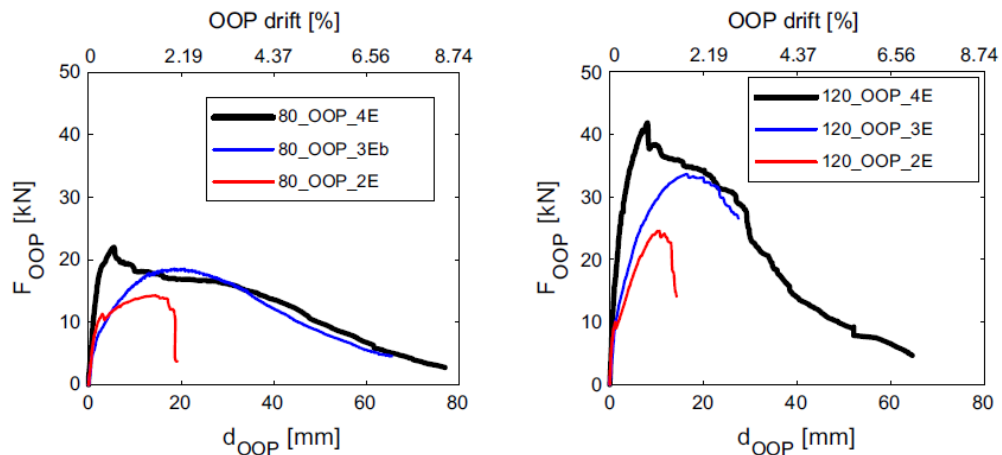 OOP drift [%]
0 2.19 4.37 6.56 8.74
50
40
30
20
10
0
F_OOP [kN]
80_OOP_4E
80_OOP_3Eb
80_OOP_2E
0 20 40 60 80
d_OOP [mm]
OOP drift [%]
0 2.19 4.37 6.56 8.74
50
40
30
20
10
0
F_OOP [kN]
120_OOP_4E
120_OOP_3E
120_OOP_2E
0 20 40 60 80
d_OOP [mm]